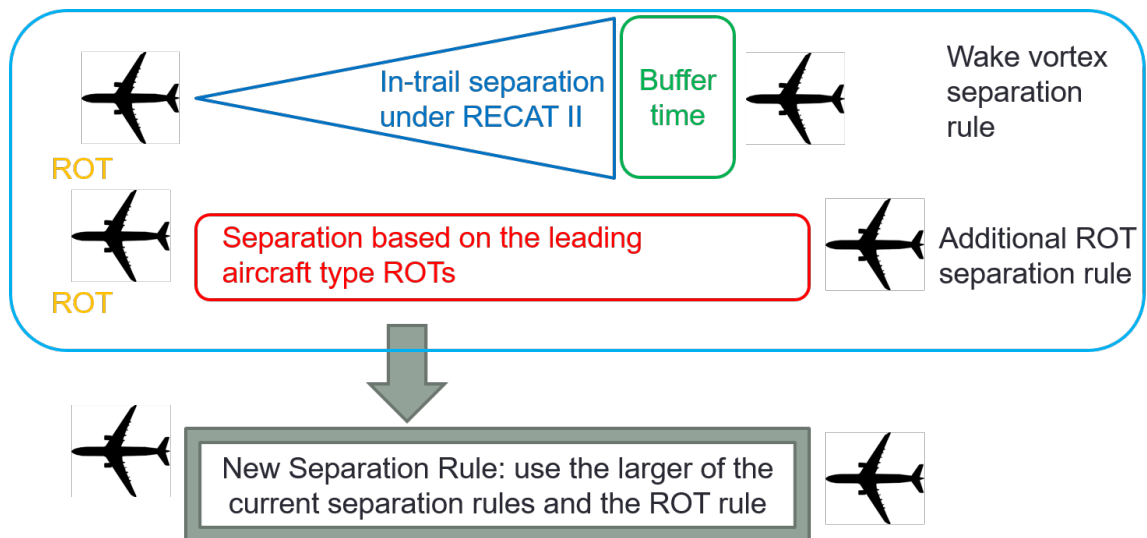 In-trail separation
under RECAT II
Buffer
time
Wake vortex
separation
rule
ROT
Separation based on the leading
aircraft type ROTs
Additional ROT
separation rule
ROT
New Separation Rule: use the larger of the
current separation rules and the ROT rule